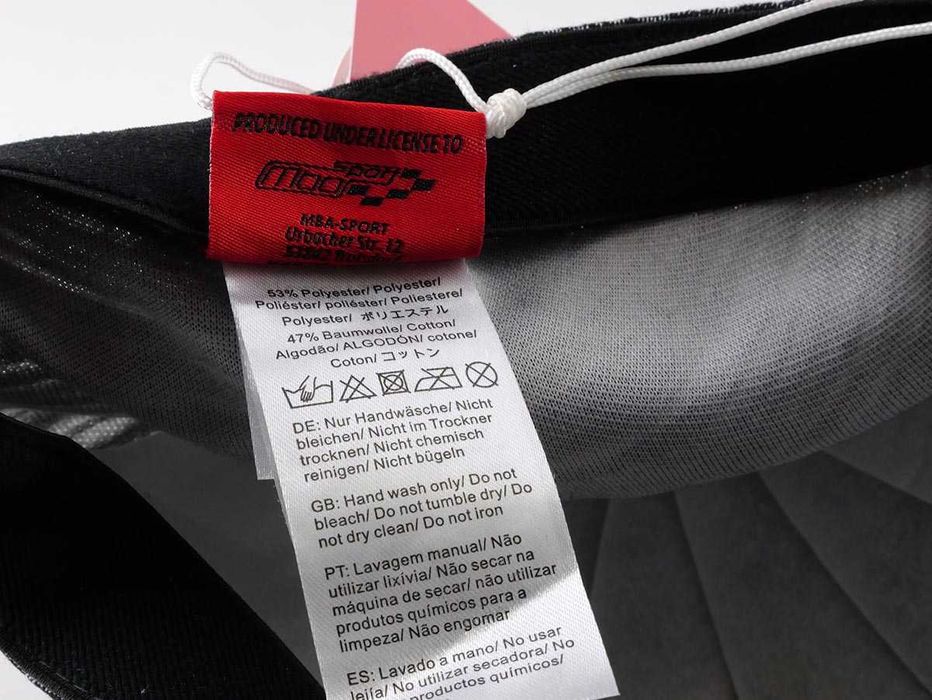 PRODUCED UNDER LICENSE TO
Sport
MBA-SPORT
Urbacher Str. 12
53% Polyester/ Polyester/
Poliéster/ poliéster/ Poliestere/
Polyester/ ポリエステル
47% Baumwolle/ Cotton/
Algodão/ ALGODÓN/ cotone/
Coton/ コットン
DE: Nur Handwäsche/ Nicht
bleichen/ Nicht im Trockner
trocknen/ Nicht chemisch
reinigen/ Nicht bügeln
GB: Hand wash only/ Do not
bleach/ Do not tumble dry/ Do
not dry clean/ Do not iron
PT: Lavagem manual/ Não
utilizar lixívia/ Não secar na
máquina de secar/ não utilizar
produtos químicos para a
limpeza/ Não engomar
ES: Lavado a mano/ No usar
lejía/ No utilizar secadora/ No
productos químicos/